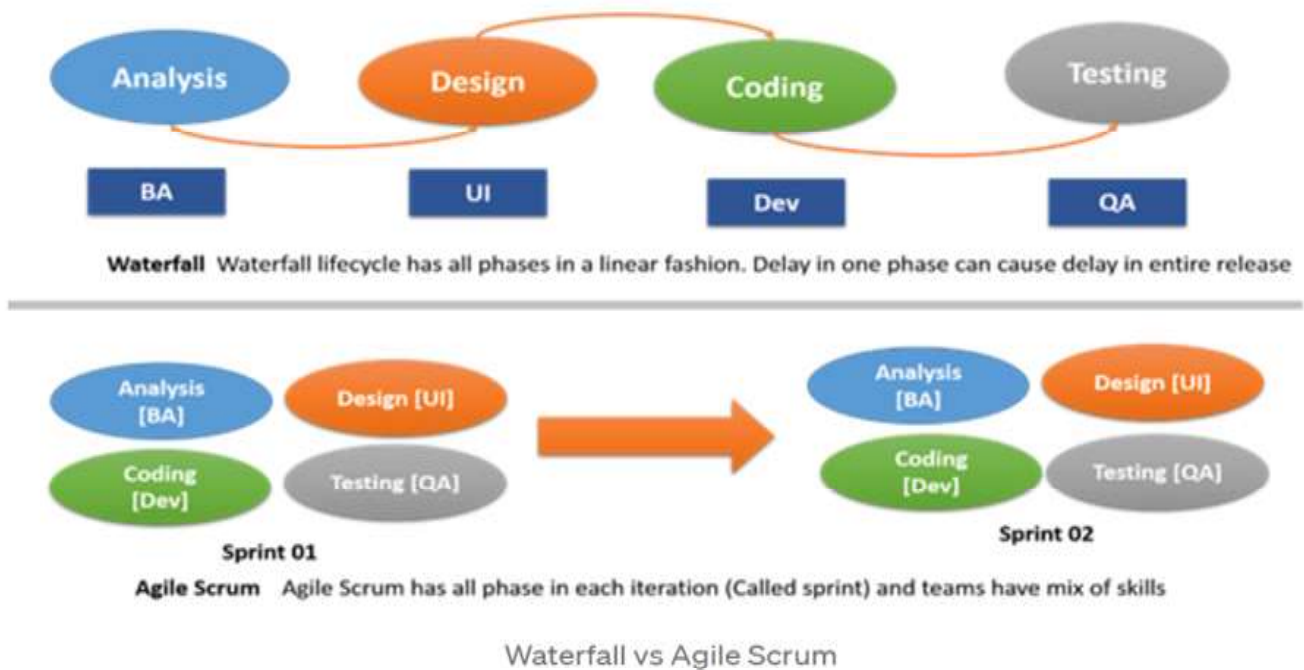 Analysis
Design
Coding
Testing
BA
UI
Dev
QA
Waterfall Waterfall lifecycle has all phases in a linear fashion. Delay in one phase can cause delay in entire release
Analysis
[BA]
Design [UI]
Coding
[Dev]
Testing [QA]
Sprint 01
Analysis
[BA]
Design [UI]
Coding
[Dev]
Testing [QA]
Sprint 02
Agile Scrum Agile Scrum has all phase in each iteration (Called sprint) and teams have mix of skills
Waterfall vs Agile Scrum